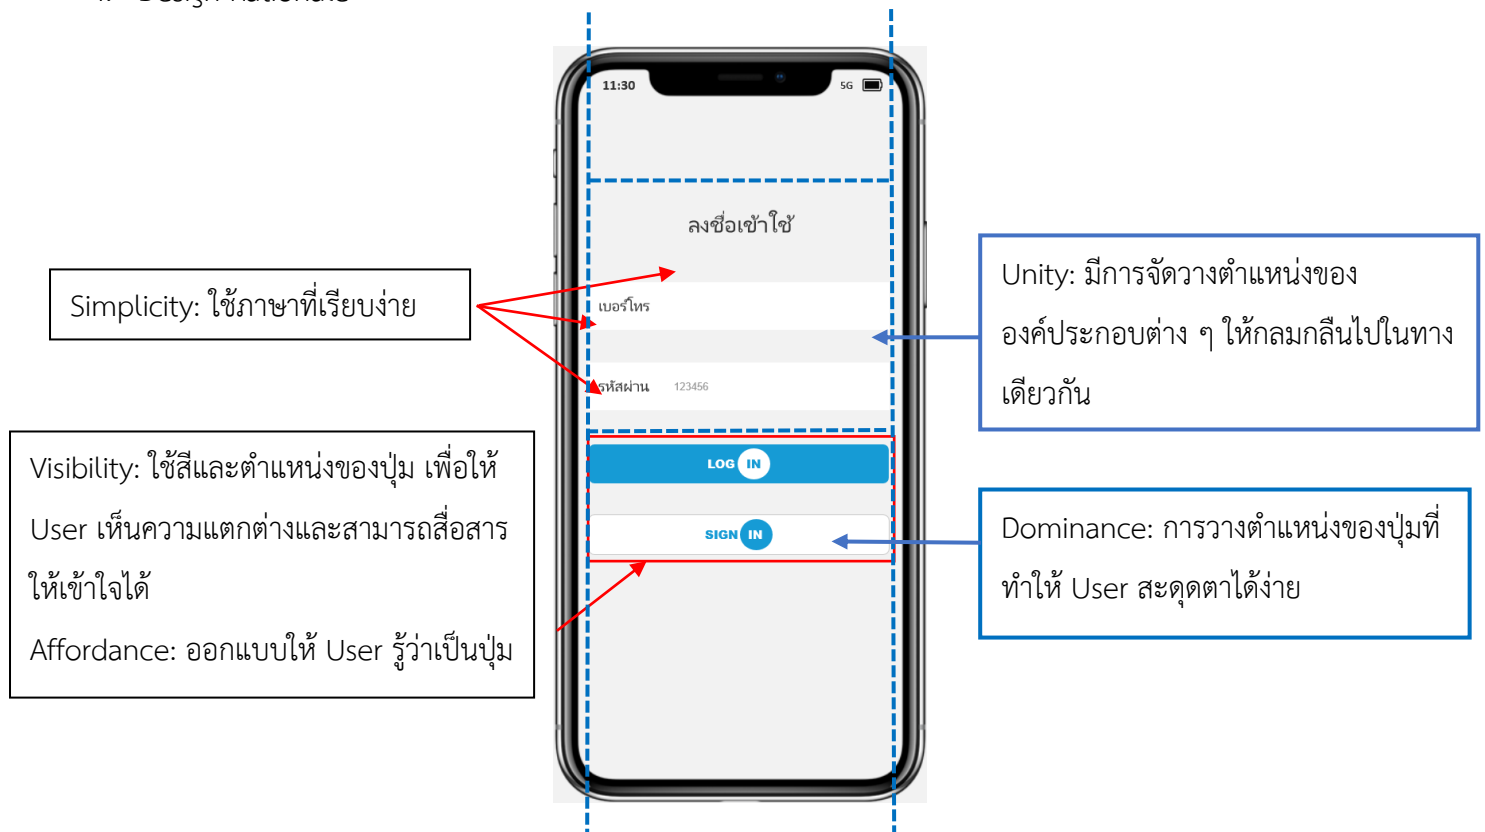 Design Rationale
11:30
5G
ลงชื่อเข้าใช้
เบอร์โทร
รหัสผ่าน 123456
LOG IN
SIGN IN
Simplicity: ใช้ภาษาที่เรียบง่าย
Visibility: ใช้สีและตำแหน่งของปุ่ม เพื่อให้
User เห็นความแตกต่างและสามารถสื่อสาร
ให้เข้าใจได้
Affordance: ออกแบบให้ User รู้ว่าเป็นปุ่ม
Unity: มีการจัดวางตำแหน่งของ
องค์ประกอบต่าง ๆ ให้กลมกลืนไปในทาง
เดียวกัน
Dominance: การวางตำแหน่งของปุ่มที่
ทำให้ User สะดุดตาได้ง่าย